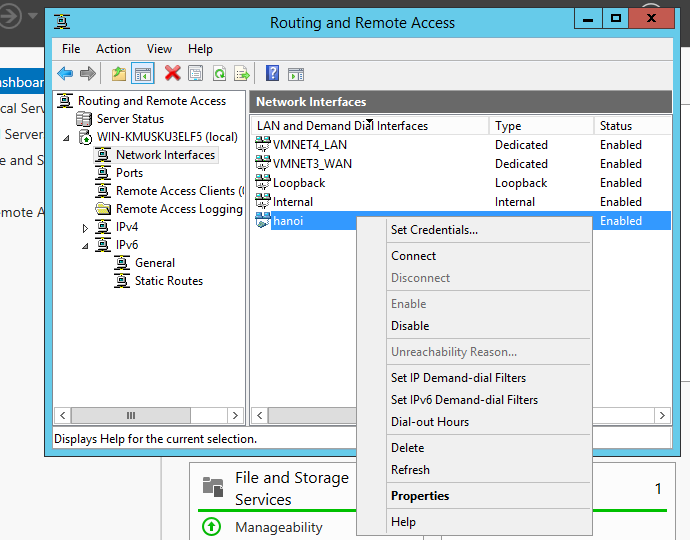 Routing and Remote Access
File Action View Help
Routing and Remote Access
Server Status
WIN-KMUSKU3ELF5 (local)
Network Interfaces
Ports
Remote Access Clients (
Remote Access Logging
IPv4
IPv6
General
Static Routes
Network Interfaces
LAN and Demand Dial Interfaces Type Status
VMNET4_LAN Dedicated Enabled
VMNET3_WAN Dedicated Enabled
Loopback Loopback Enabled
Internal Internal Enabled
hanoi Enabled
Set Credentials...
Connect
Disconnect
Enable
Disable
Unreachability Reason...
Set IP Demand-dial Filters
Set IPv6 Demand-dial Filters
Dial-out Hours
Delete
Refresh
Properties
Help
Displays Help for the current selection.
ashboar
cal Serv
l Server
e and S
mote A
File and Storage
Services
1
Manageability